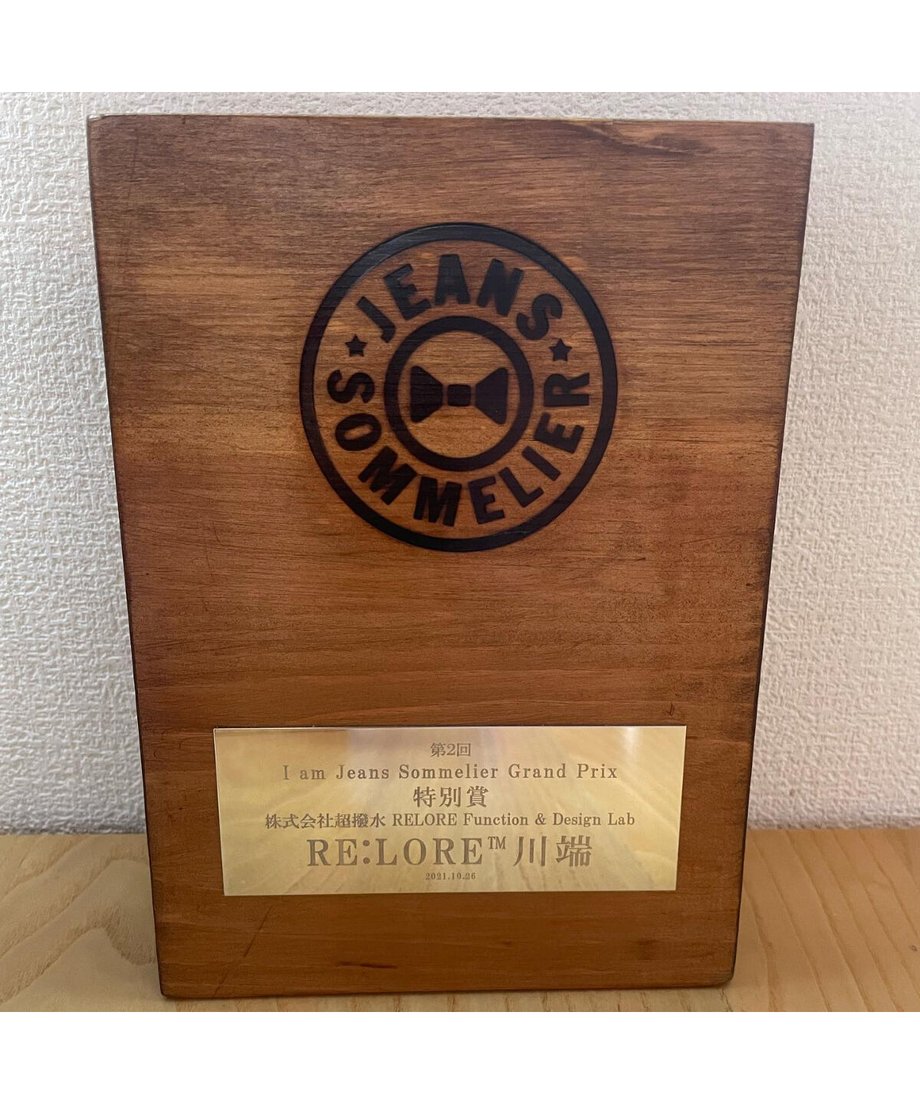 JEANS
SOMMELIER
第2回
I am Jeans Sommelier Grand Prix
特別賞
株式会社超撥水 RELORE Function & Design Lab
RE:LORE™ 川端
2021.10.26